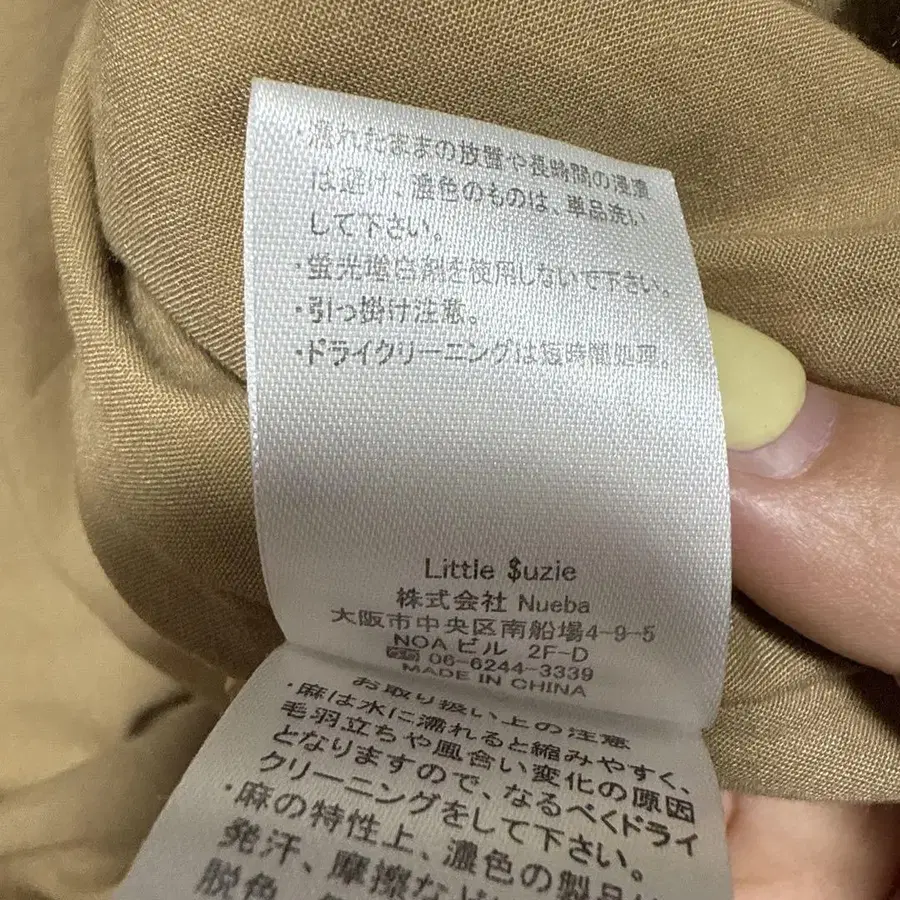 ・濡れたままの放置や長時間の浸漬
は避け、濃色のものは、単品洗い
して下さい。
・蛍光増白剤を使用しないで下さい。
・引っ掛け注意。
・ドライクリーニングは短時間処理。
Little $uzie
株式会社 Nueba
大阪市中央区南船場4-9-5
NOAビル 2F-D
06-6244-3339
MADE IN CHINA
お取り扱い上の注意
・麻は水に濡れると縮みやすく、
毛羽立ちや風合い変化の原因
となりますので、なるべくドライ
クリーニングをして下さい。
・麻の特性上、濃色の製品は
発汗、摩擦など
脱色、